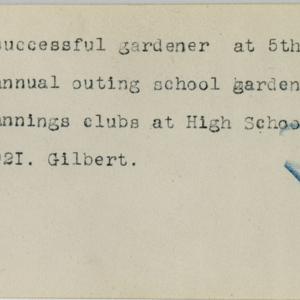 successful gardener at 5th
annual outing school garden
annings clubs at High Schoo
92I. Gilbert.